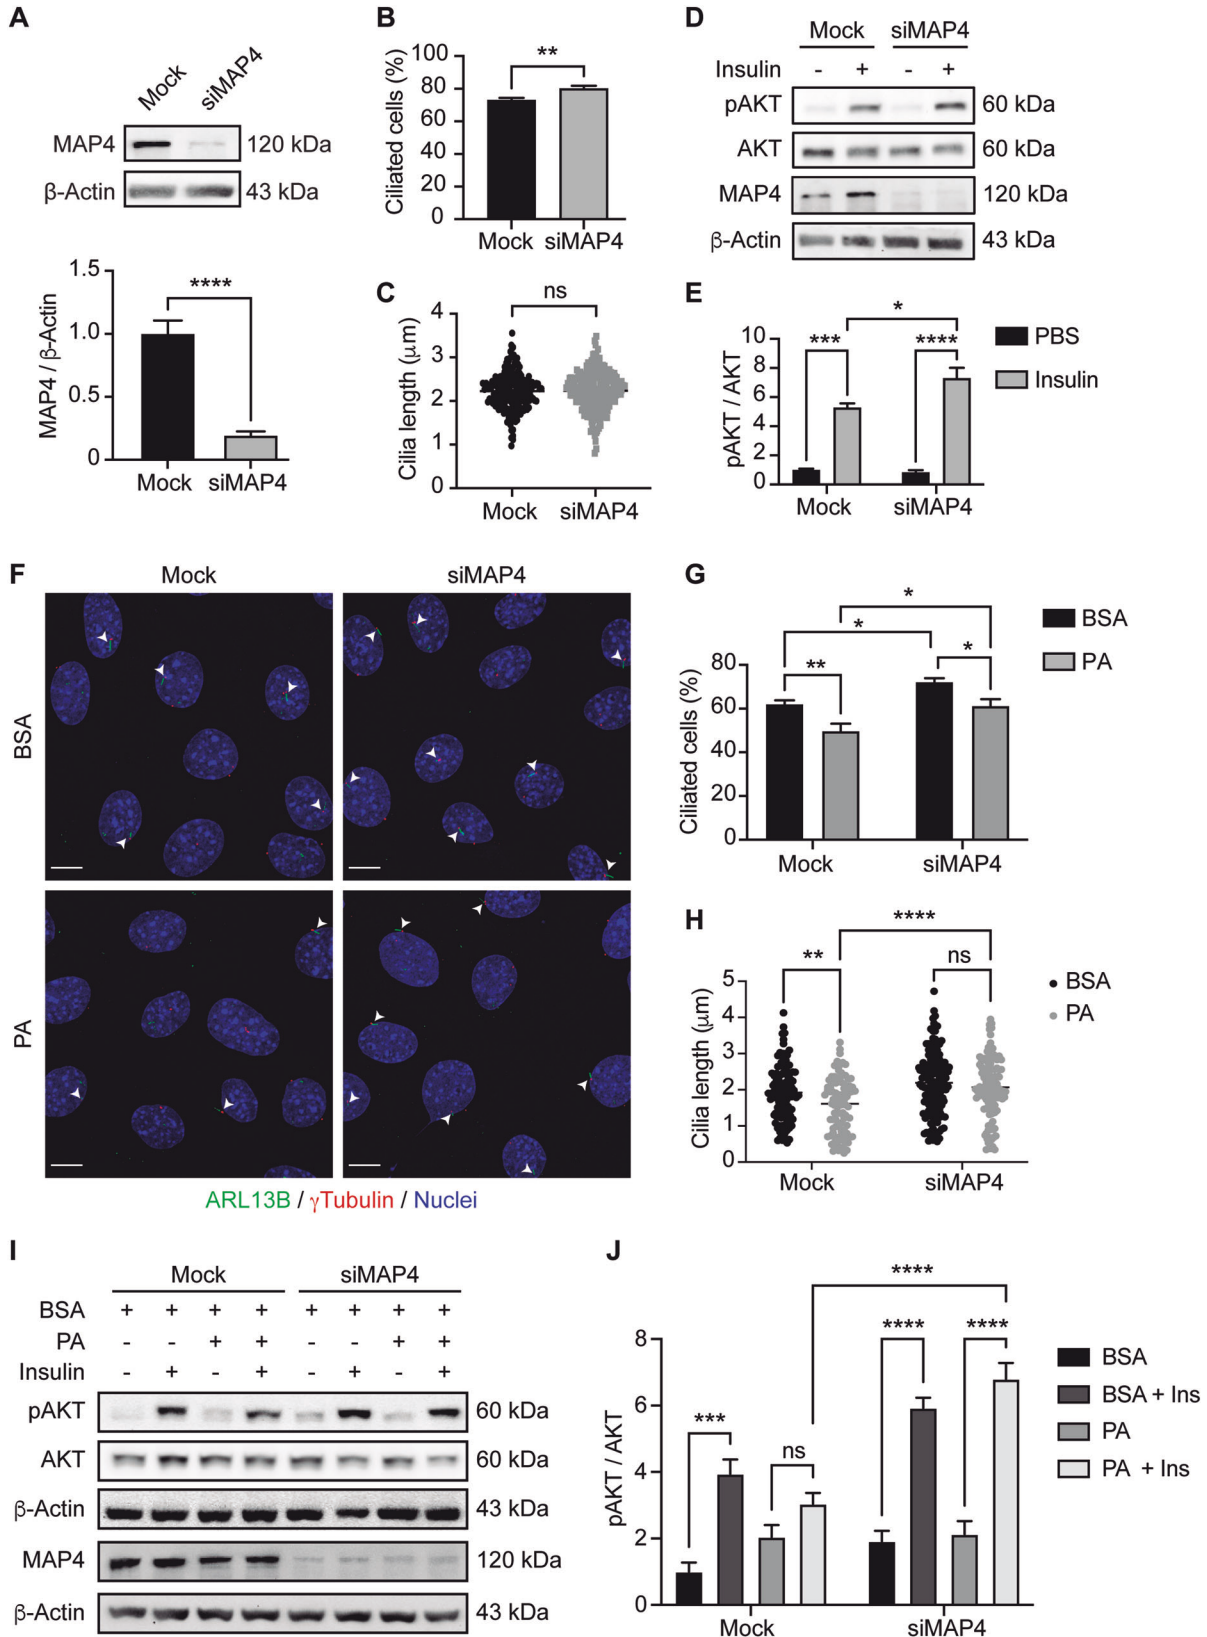 A
Mock
siMAP4
MAP4
120 kDa
β-Actin
43 kDa
MAP4 / β-Actin
1.5
1.0
0.5
0
****
Mock
siMAP4
B
Ciliated cells (%)
100
80
60
40
20
0
**
Mock
siMAP4
C
Cilia length (μm)
4
3
2
1
0
ns
Mock
siMAP4
D
Mock
siMAP4
Insulin - + - +
pAKT
60 kDa
AKT
60 kDa
MAP4
120 kDa
β-Actin
43 kDa
E
pAKT / AKT
10
8
6
4
2
0
***
****
*
Mock
siMAP4
PBS
Insulin
F
Mock
siMAP4
BSA
PA
ARL13B / γTubulin / Nuclei
G
Ciliated cells (%)
80
60
40
20
0
*
*
**
*
Mock
siMAP4
BSA
PA
H
Cilia length (μm)
5
4
3
2
1
0
****
**
ns
Mock
siMAP4
BSA
PA
I
Mock
siMAP4
BSA + + + + + + + +
PA - - + + - - + +
Insulin - + - + - + - +
pAKT
60 kDa
AKT
60 kDa
β-Actin
43 kDa
MAP4
120 kDa
β-Actin
43 kDa
J
pAKT / AKT
8
6
4
2
0
****
****
****
***
ns
Mock
siMAP4
BSA
BSA + Ins
PA
PA + Ins